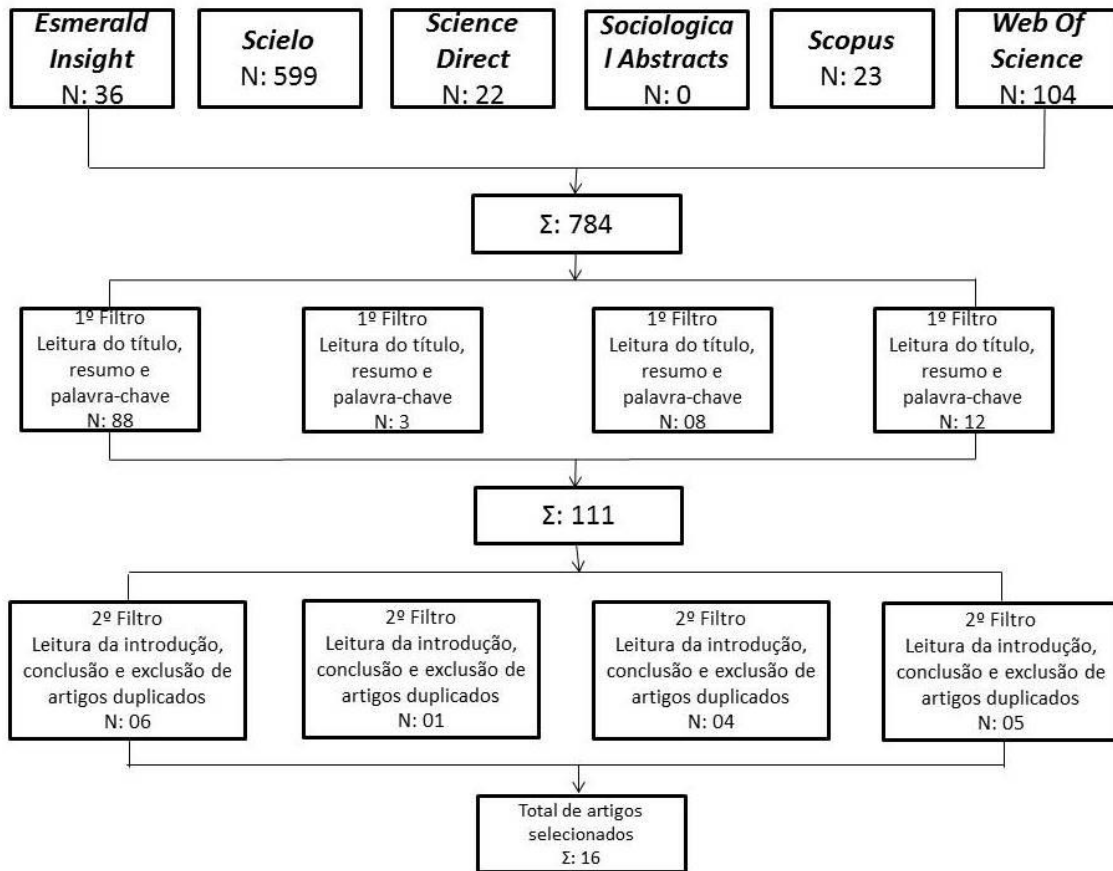 Esmerald
Insight
N: 36
Scielo
N: 599
Science
Direct
N: 22
Sociologica
l Abstracts
N: 0
Scopus
N: 23
Web Of
Science
N: 104
Σ: 784
1º Filtro
Leitura do título,
resumo e
palavra-chave
N: 88
1º Filtro
Leitura do título,
resumo e
palavra-chave
N: 3
1º Filtro
Leitura do título,
resumo e
palavra-chave
N: 08
1º Filtro
Leitura do título,
resumo e
palavra-chave
N: 12
Σ: 111
2º Filtro
Leitura da introdução,
conclusão e exclusão de
artigos duplicados
N: 06
2º Filtro
Leitura da introdução,
conclusão e exclusão de
artigos duplicados
N: 01
2º Filtro
Leitura da introdução,
conclusão e exclusão de
artigos duplicados
N: 04
2º Filtro
Leitura da introdução,
conclusão e exclusão de
artigos duplicados
N: 05
Total de artigos
selecionados
Σ: 16